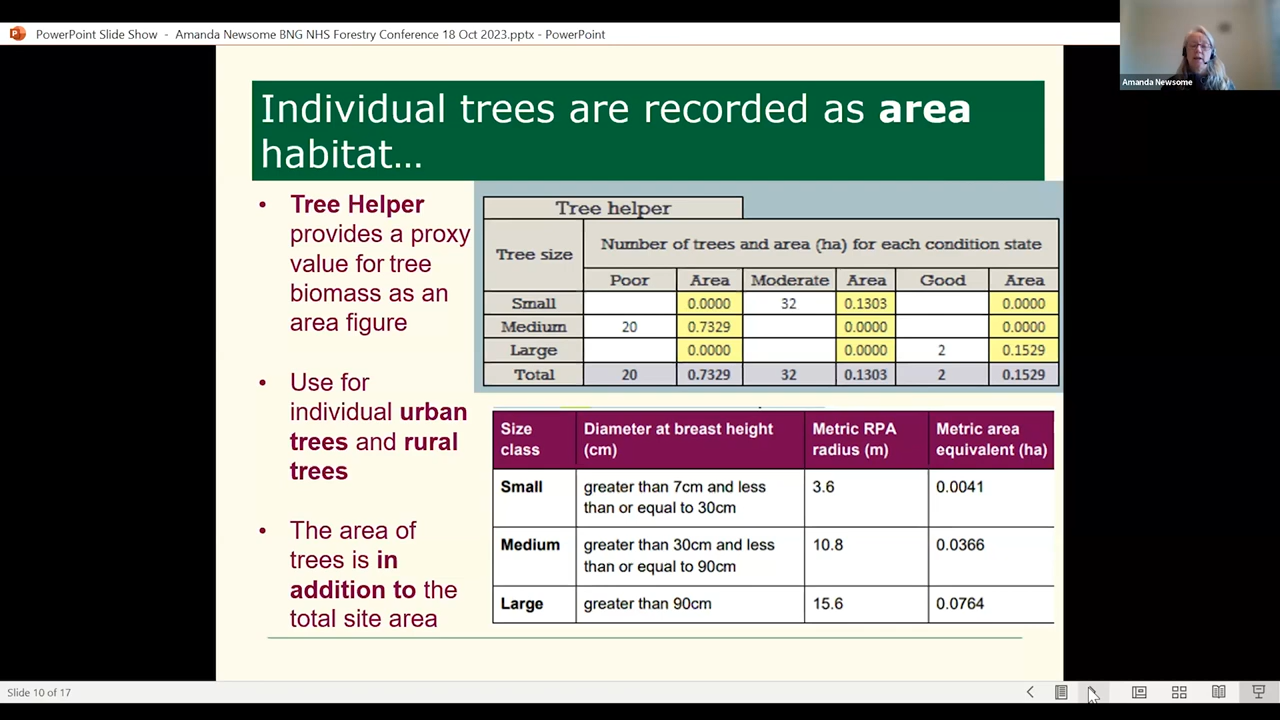 PowerPoint Slide Show - Amanda Newsome BNG NHS Forestry Conference 18 Oct 2023.pptx - PowerPoint
Amanda Newsome
Individual trees are recorded as area
habitat…
• Tree Helper
provides a proxy
value for tree
biomass as an
area figure
• Use for
individual urban
trees and rural
trees
• The area of
trees is in
addition to the
total site area
Tree helper
Tree size
Number of trees and area (ha) for each condition state
Poor Area Moderate Area Good Area
Small 0.0000 32 0.1303 0.0000
Medium 20 0.7329 0.0000 0.0000
Large 0.0000 0.0000 2 0.1529
Total 20 0.7329 32 0.1303 2 0.1529
Size
class
Diameter at breast height
(cm)
Metric RPA
radius (m)
Metric area
equivalent (ha)
Small
greater than 7cm and less
than or equal to 30cm
3.6
0.0041
Medium
greater than 30cm and less
than or equal to 90cm
10.8
0.0366
Large
greater than 90cm
15.6
0.0764
Slide 10 of 17